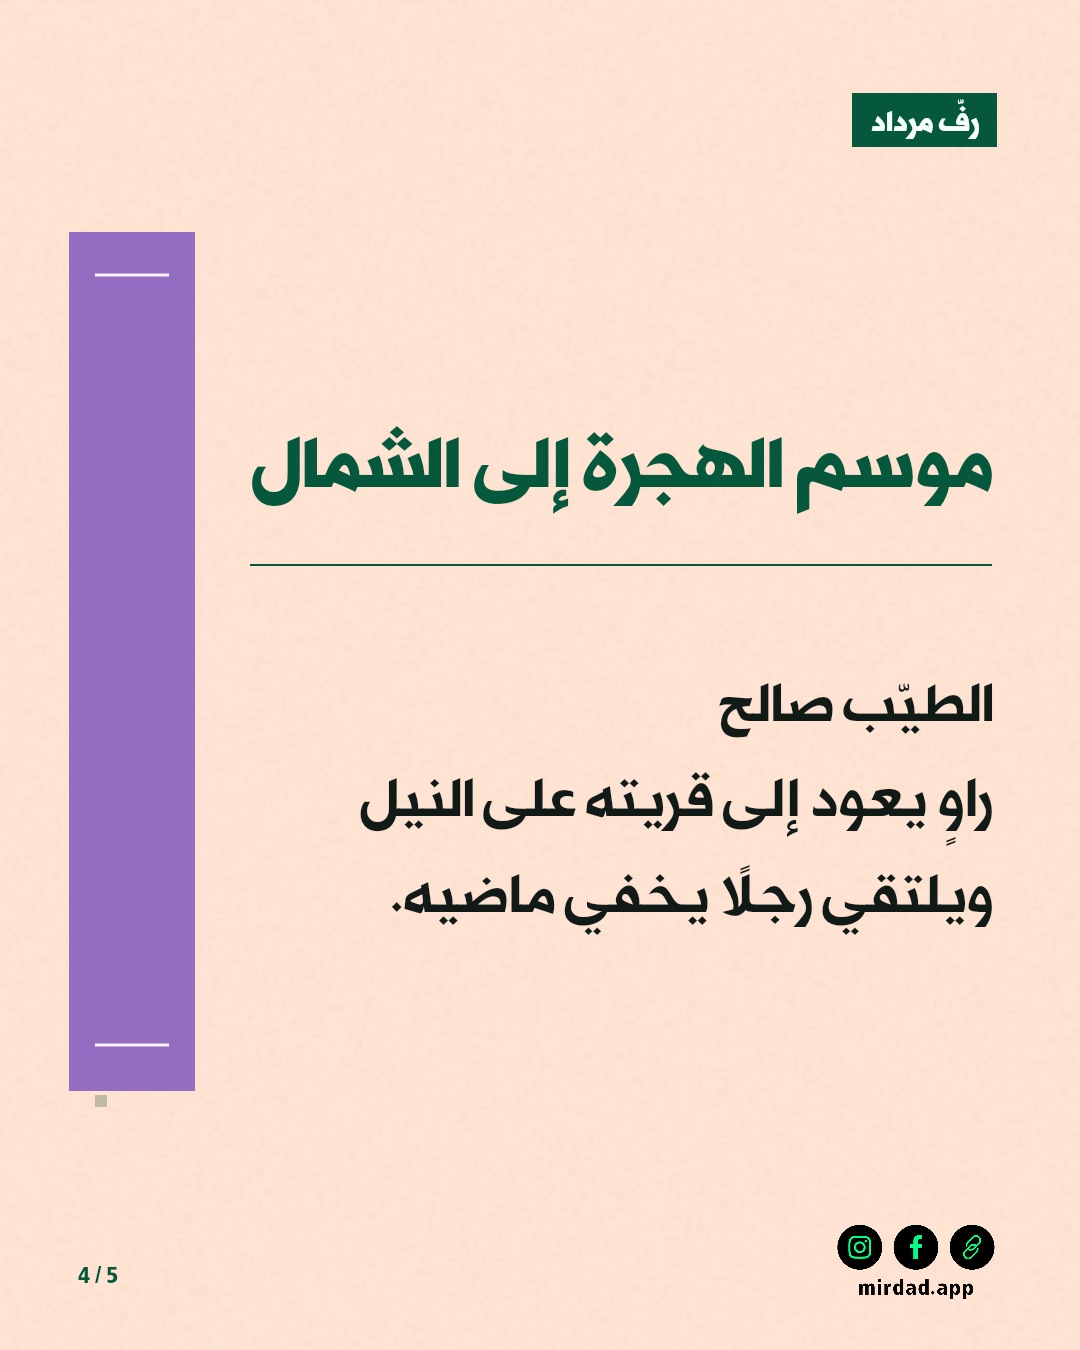 رفّ مرداد
موسم الهجرة إلى الشمال
الطيّب صالح
راوٍ يعود إلى قريته على النيل
ويلتقي رجلًا يخفي ماضيه.
mirdad.app
4/5